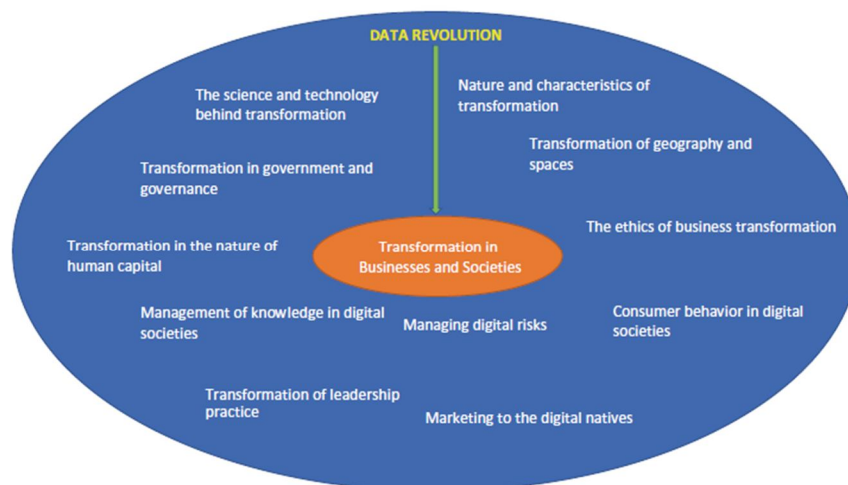 DATA REVOLUTION
Nature and characteristics of
transformation
The science and technology
behind transformation
Transformation of geography and
spaces
Transformation in government and
governance
The ethics of business transformation
Transformation in the nature of
human capital
Transformation in
Businesses and Societies
Management of knowledge in digital
societies
Managing digital risks
Consumer behavior in digital
societies
Transformation of leadership
practice
Marketing to the digital natives